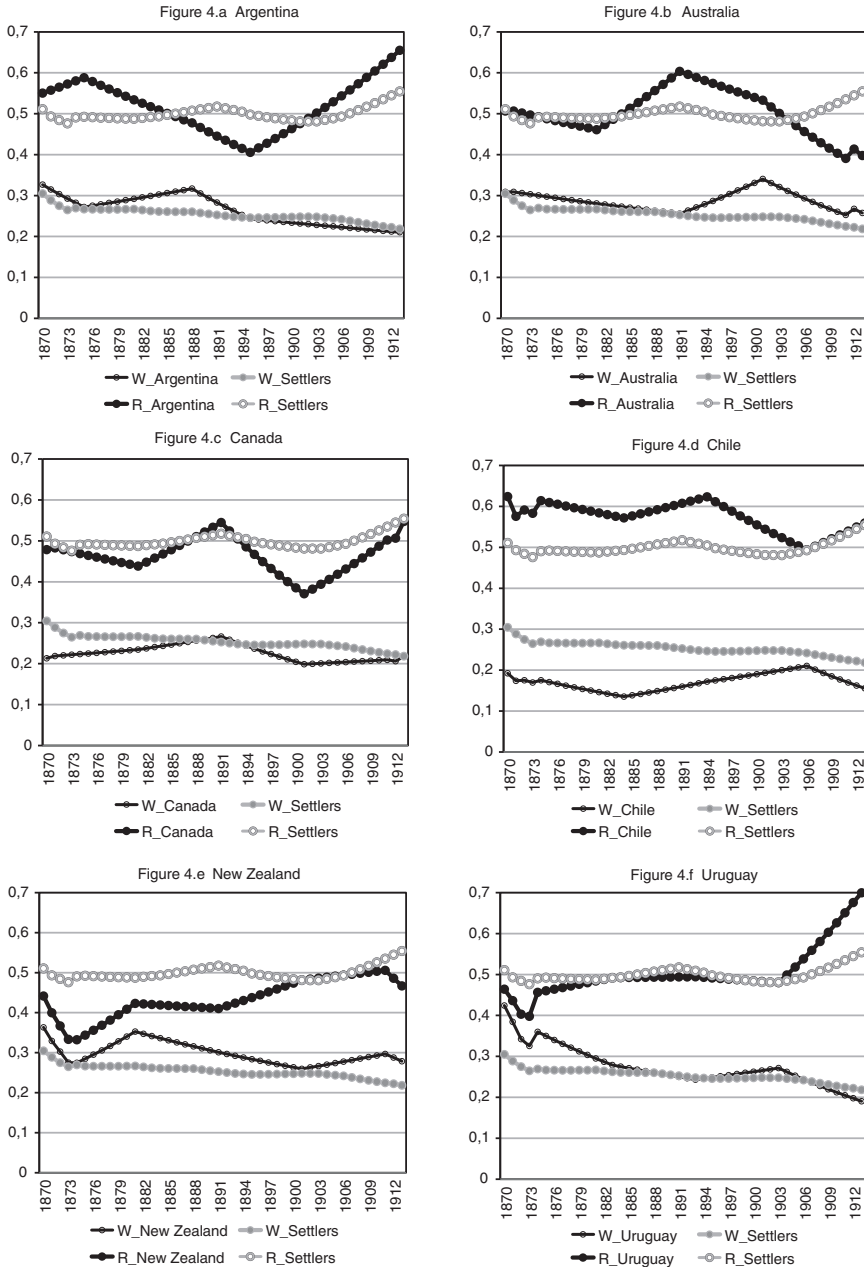 Figure 4.a Argentina
0,7
0,6
0,5
0,4
0,3
0,2
0,1
0
1870 1873 1876 1879 1882 1885 1888 1891 1894 1897 1900 1903 1906 1909 1912
W_Argentina W_Settlers
R_Argentina R_Settlers
Figure 4.b Australia
0,7
0,6
0,5
0,4
0,3
0,2
0,1
0
1870 1873 1876 1879 1882 1885 1888 1891 1894 1897 1900 1903 1906 1909 1912
W_Australia W_Settlers
R_Australia R_Settlers
Figure 4.c Canada
0,7
0,6
0,5
0,4
0,3
0,2
0,1
0
1870 1873 1876 1879 1882 1885 1888 1891 1894 1897 1900 1903 1906 1909 1912
W_Canada W_Settlers
R_Canada R_Settlers
Figure 4.d Chile
0,7
0,6
0,5
0,4
0,3
0,2
0,1
0
1870 1873 1876 1879 1882 1885 1888 1891 1894 1897 1900 1903 1906 1909 1912
W_Chile W_Settlers
R_Chile R_Settlers
Figure 4.e New Zealand
0,7
0,6
0,5
0,4
0,3
0,2
0,1
0
1870 1873 1876 1879 1882 1885 1888 1891 1894 1897 1900 1903 1906 1909 1912
W_New Zealand W_Settlers
R_New Zealand R_Settlers
Figure 4.f Uruguay
0,7
0,6
0,5
0,4
0,3
0,2
0,1
0
1870 1873 1876 1879 1882 1885 1888 1891 1894 1897 1900 1903 1906 1909 1912
W_Uruguay W_Settlers
R_Uruguay R_Settlers